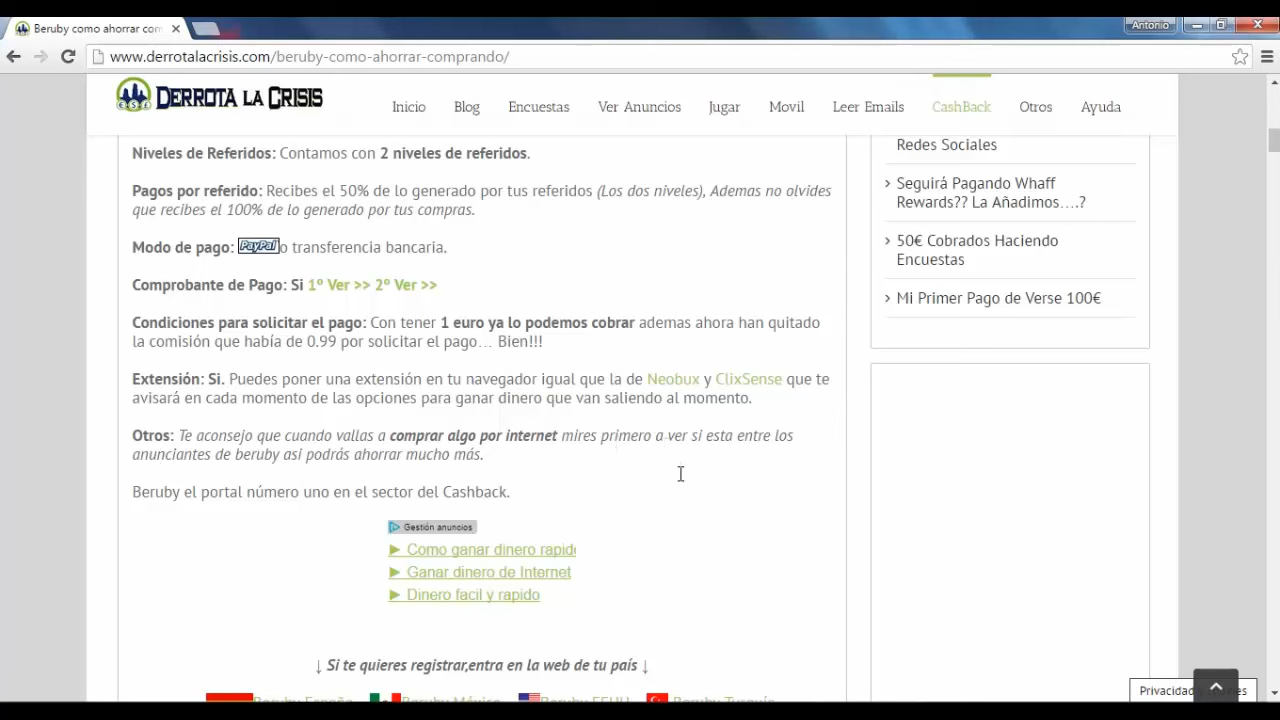 Beruby como ahorrar com
Antonio
www.derrotalacrisis.com/beruby-como-ahorrar-comprando/
DERROTA LA CRISIS
Inicio Blog Encuestas Ver Anuncios Jugar Movil Leer Emails CashBack Otros Ayuda
Niveles de Referidos: Contamos con 2 niveles de referidos.
Pagos por referido: Recibes el 50% de lo generado por tus referidos (Los dos niveles), Ademas no olvides
que recibes el 100% de lo generado por tus compras.
Modo de pago: PayPal o transferencia bancaria.
Comprobante de Pago: Si 1º Ver >> 2º Ver >>
Condiciones para solicitar el pago: Con tener 1 euro ya lo podemos cobrar ademas ahora han quitado
la comisión que había de 0.99 por solicitar el pago… Bien!!!
Extensión: Si. Puedes poner una extensión en tu navegador igual que la de Neobux y ClixSense que te
avisará en cada momento de las opciones para ganar dinero que van saliendo al momento.
Otros: Te aconsejo que cuando vallas a comprar algo por internet mires primero a ver si esta entre los
anunciantes de beruby asi podrás ahorrar mucho más.
Beruby el portal número uno en el sector del Cashback.
Gestión anuncios
► Como ganar dinero rapido
► Ganar dinero de Internet
► Dinero facil y rapido
↓ Si te quieres registrar,entra en la web de tu país ↓
Beruby España Beruby México Beruby EEUU Beruby Turquía
Redes Sociales
Seguirá Pagando Whaff
Rewards?? La Añadimos….?
50€ Cobrados Haciendo
Encuestas
Mi Primer Pago de Verse 100€
Privacidad